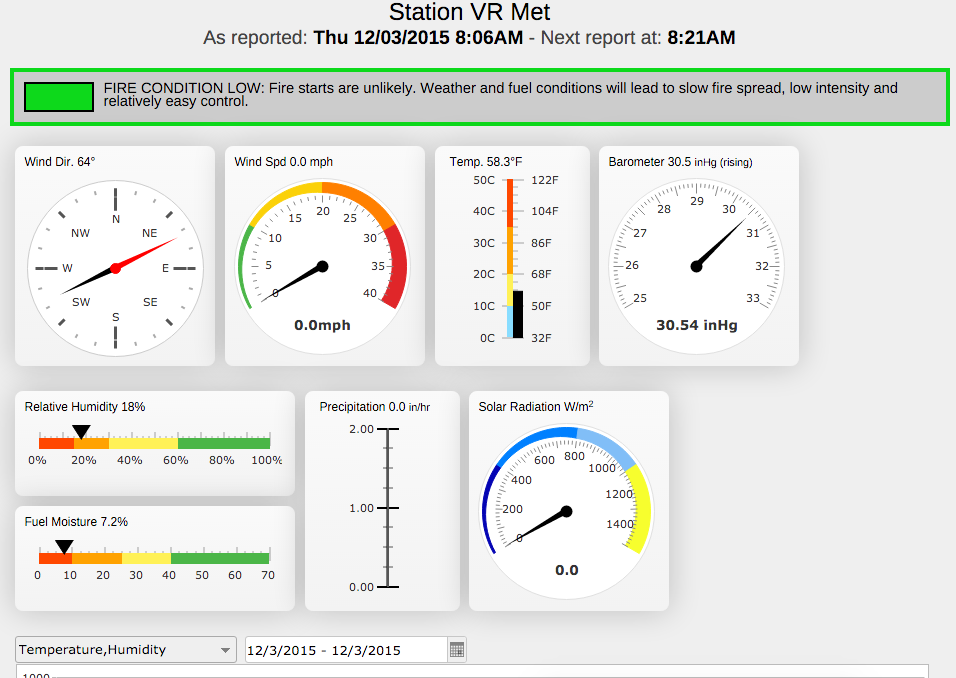 Station VR Met
As reported: Thu 12/03/2015 8:06AM - Next report at: 8:21AM
FIRE CONDITION LOW: Fire starts are unlikely. Weather and fuel conditions will lead to slow fire spread, low intensity and
relatively easy control.
Wind Dir. 64°
N
NW NE
W E
SW SE
S
Wind Spd 0.0 mph
0
5
10
15
20
25
30
35
40
0.0mph
Temp. 58.3°F
50C 122F
40C 104F
30C 86F
20C 68F
10C 50F
0C 32F
Barometer 30.5 inHg (rising)
25
26
27
28
29
30
31
32
33
30.54 inHg
Relative Humidity 18%
0% 20% 40% 60% 80% 100%
Fuel Moisture 7.2%
0 10 20 30 40 50 60 70
Precipitation 0.0 in/hr
2.00
1.00
0.00
Solar Radiation W/m2
0
200
400
600
800
1000
1200
1400
0.0
Temperature,Humidity
12/3/2015 - 12/3/2015
1000